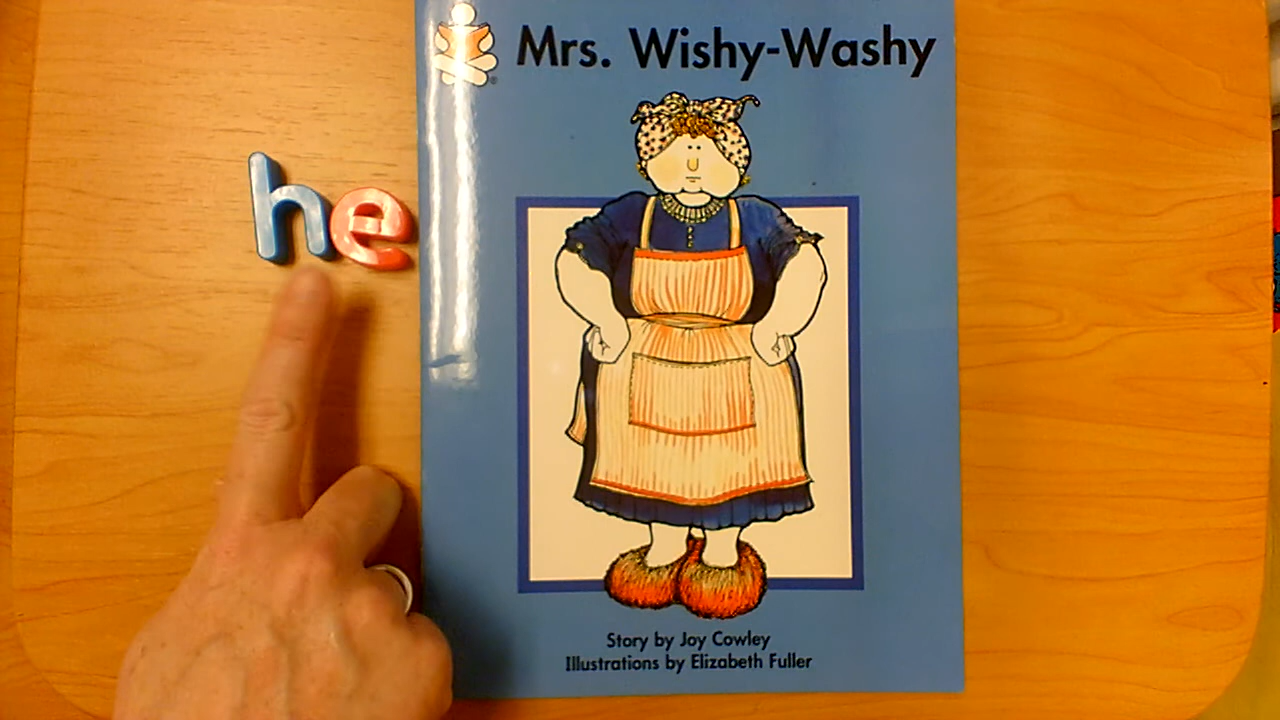 he
Mrs. Wishy-Washy
Story by Joy Cowley
Illustrations by Elizabeth Fuller